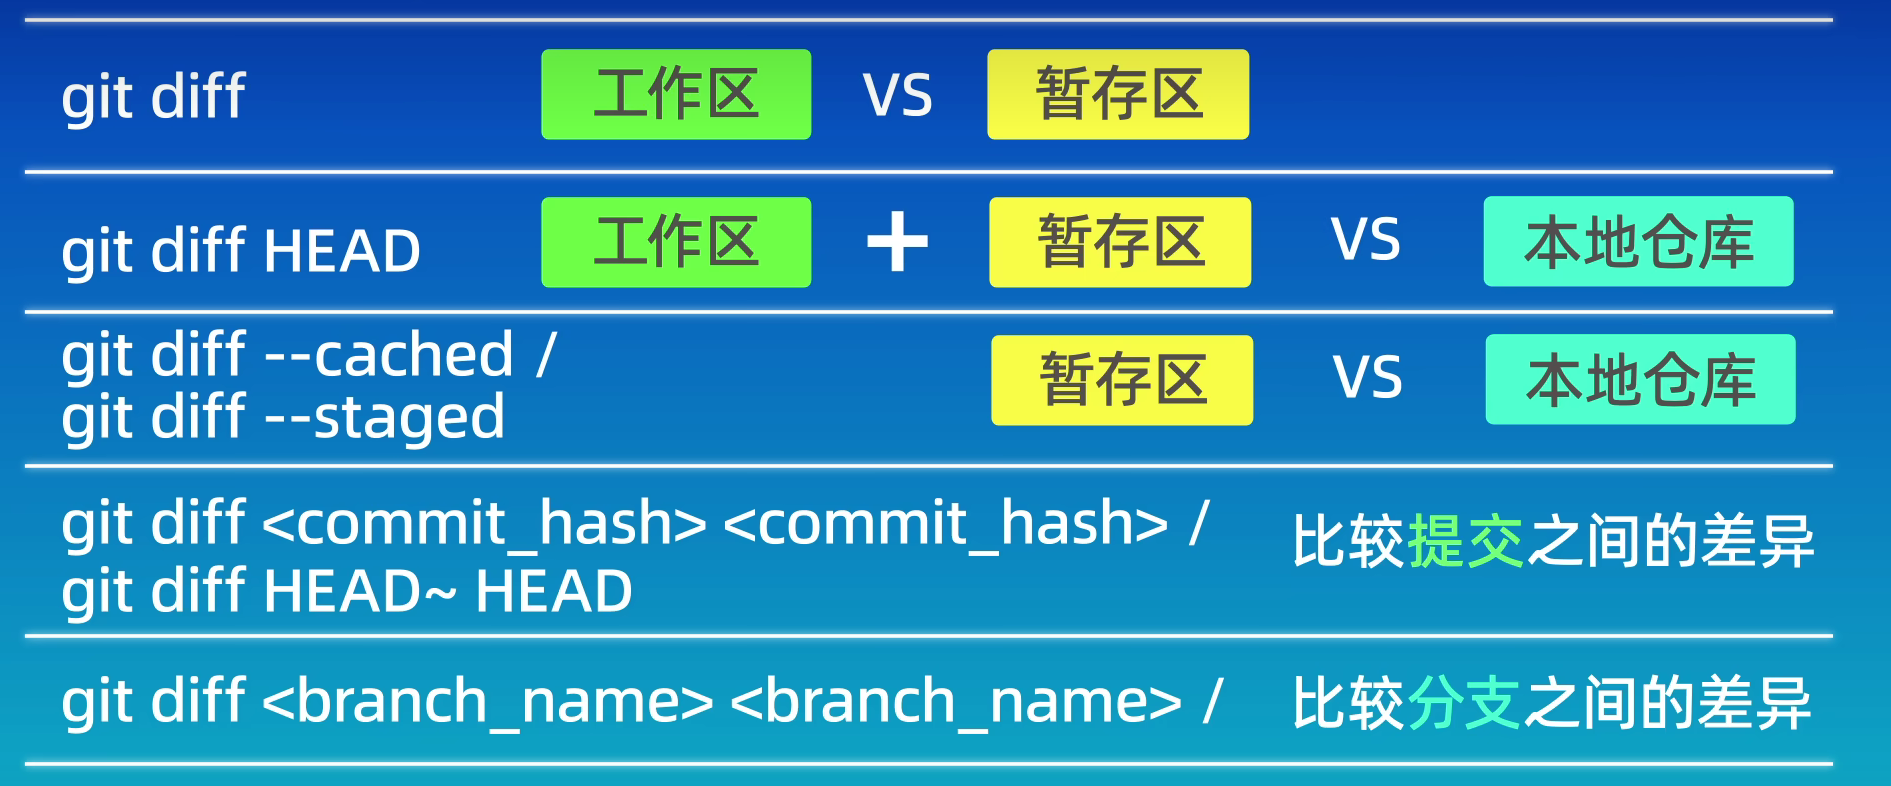 git diff 工作区 VS 暂存区
git diff HEAD 工作区 + 暂存区 VS 本地仓库
git diff --cached /
git diff --staged 暂存区 VS 本地仓库
git diff <commit_hash> <commit_hash> /
git diff HEAD~ HEAD 比较提交之间的差异
git diff <branch_name> <branch_name> / 比较分支之间的差异